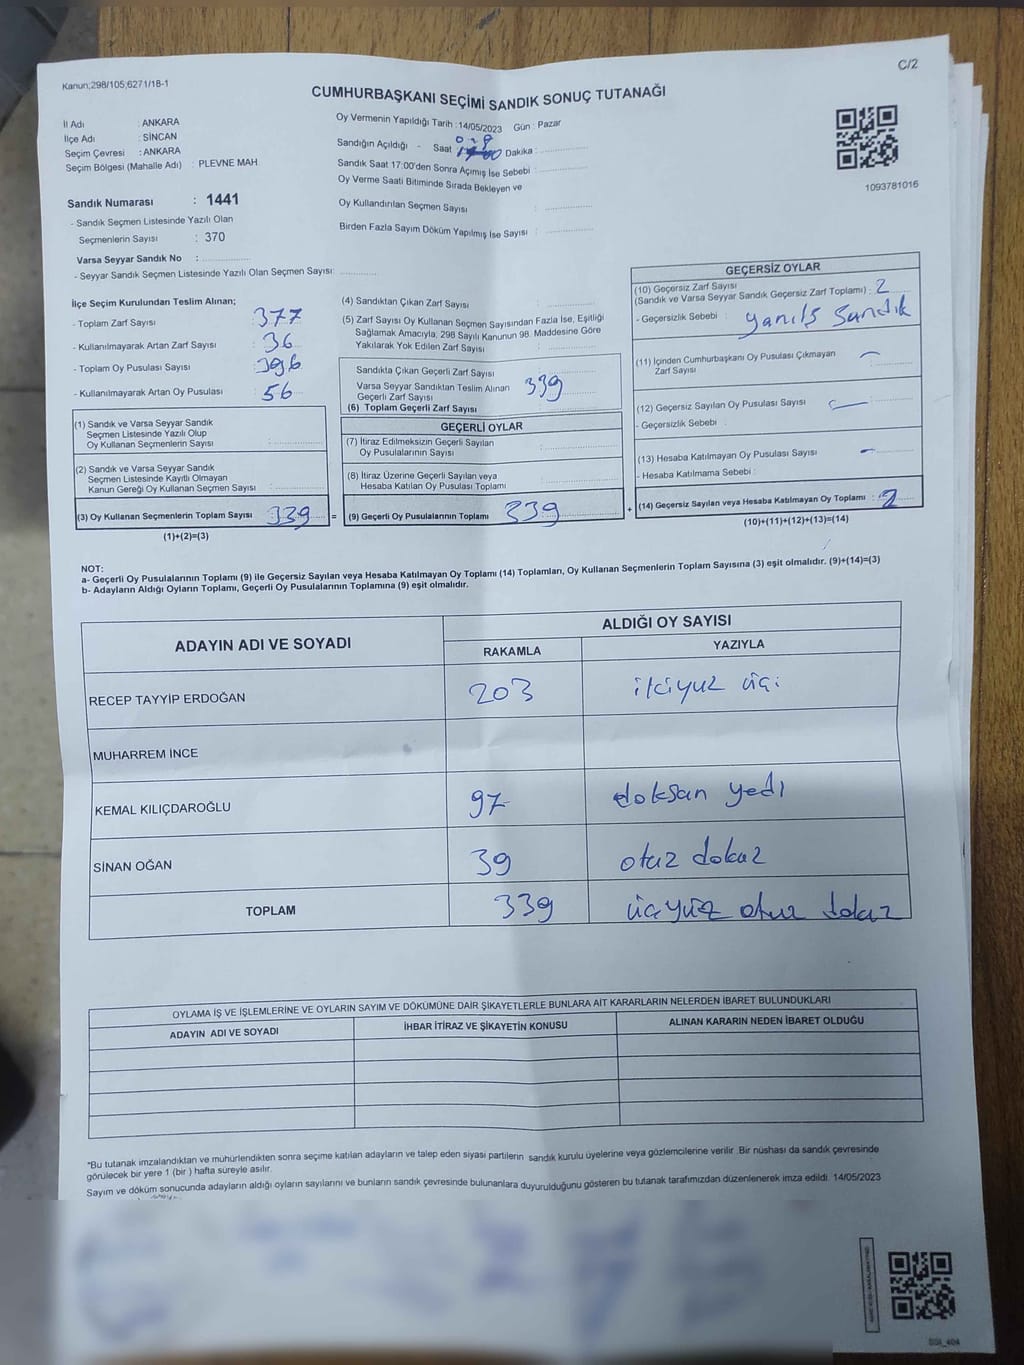 Kanun;298/105;6271/18-1
C/2
CUMHURBAŞKANI SEÇİMİ SANDIK SONUÇ TUTANAĞI
İl Adı : ANKARA
İlçe Adı : SİNCAN
Seçim Çevresi : ANKARA
Seçim Bölgesi (Mahalle Adı) : PLEVNE MAH
Oy Vermenin Yapıldığı Tarih :14/05/2023 Gün : Pazar
Sandığın Açıldığı - Saat Dakika :
Sandık Saat 17:00'den Sonra Açımış İse Sebebi :
Oy Verme Saati Bitiminde Sırada Bekleyen ve
Oy Kullandırılan Seçmen Sayısı :
Birden Fazla Sayım Döküm Yapılmış İse Sayısı :
1093781016
Sandık Numarası : 1441
- Sandık Seçmen Listesinde Yazılı Olan
Seçmenlerin Sayısı : 370
Varsa Seyyar Sandık No :
- Seyyar Sandık Seçmen Listesinde Yazılı Olan Seçmen Sayısı:
İlçe Seçim Kurulundan Teslim Alınan;
- Toplam Zarf Sayısı : 377
- Kullanılmayarak Artan Zarf Sayısı : 36
- Toplam Oy Pusulası Sayısı : 396
- Kullanılmayarak Artan Oy Pusulası : 56
(1) Sandık ve Varsa Seyyar Sandık
Seçmen Listesinde Yazılı Olup
Oy Kullanan Seçmenlerin Sayısı :
(2) Sandık ve Varsa Seyyar Sandık
Seçmen Listesinde Kayıtlı Olmayan
Kanun Gereği Oy Kullanan Seçmen Sayısı :
(3) Oy Kullanan Seçmenlerin Toplam Sayısı : 339 =
(1)+(2)=(3)
(4) Sandıktan Çıkan Zarf Sayısı :
(5) Zarf Sayısı Oy Kullanan Seçmen Sayısından Fazla İse, Eşitliği
Sağlamak Amacıyla, 298 Sayılı Kanunun 98. Maddesine Göre
Yakılarak Yok Edilen Zarf Sayısı :
Sandıkta Çıkan Geçerli Zarf Sayısı
Varsa Seyyar Sandıktan Teslim Alınan 339
Geçerli Zarf Sayısı
(6) Toplam Geçerli Zarf Sayısı :
GEÇERLİ OYLAR
(7) İtiraz Edilmeksizin Geçerli Sayılan
Oy Pusulalarının Sayısı :
(8) İtiraz Üzerine Geçerli Sayılan veya
Hesaba Katılan Oy Pusulası Toplamı :
(9) Geçerli Oy Pusulalarının Toplamı : 339 +
GEÇERSİZ OYLAR
(10) Geçersiz Zarf Sayısı
(Sandık ve Varsa Seyyar Sandık Geçersiz Zarf Toplamı) : 2
- Geçersizlik Sebebi : yanlış sandık
(11) İçinden Cumhurbaşkanı Oy Pusulası Çıkmayan
Zarf Sayısı :
(12) Geçersiz Sayılan Oy Pusulası Sayısı :
- Geçersizlik Sebebi :
(13) Hesaba Katılmayan Oy Pusulası Sayısı :
- Hesaba Katılmama Sebebi :
(14) Geçersiz Sayılan veya Hesaba Katılmayan Oy Toplamı : 2
(10)+(11)+(12)+(13)=(14)
NOT:
a- Geçerli Oy Pusulalarının Toplamı (9) ile Geçersiz Sayılan veya Hesaba Katılmayan Oy Toplamı (14) Toplamları, Oy Kullanan Seçmenlerin Toplam Sayısına (3) eşit olmalıdır. (9)+(14)=(3)
b- Adayların Aldığı Oyların Toplamı, Geçerli Oy Pusulalarının Toplamına (9) eşit olmalıdır.
ADAYIN ADI VE SOYADI ALDIĞI OY SAYISI
RAKAMLA YAZIYLA
RECEP TAYYİP ERDOĞAN 203 ikiyuz üçi
MUHARREM İNCE
KEMAL KILIÇDAROĞLU 97 doksan yedi
SİNAN OĞAN 39 otuz dokuz
TOPLAM 339 üçyüz otuz dokuz
OYLAMA İŞ VE İŞLEMLERİNE VE OYLARIN SAYIM VE DÖKÜMÜNE DAİR ŞİKAYETLERLE BUNLARA AİT KARARLARIN NELERDEN İBARET BULUNDUKLARI
ADAYIN ADI VE SOYADI İHBAR İTİRAZ VE ŞİKAYETİN KONUSU ALINAN KARARIN NEDEN İBARET OLDUĞU
*Bu tutanak imzalandıktan ve mühürlendikten sonra seçime katılan adayların ve talep eden siyasi partilerin sandık kurulu üyelerine veya gözlemcilerine verilir .Bir nüshası da sandık çevresinde
görülecek bir yere 1 (bir ) hafta süreyle asılır.
Sayım ve döküm sonucunda adayların aldığı oyların sayılarını ve bunların sandık çevresinde bulunanlara duyurulduğunu gösteren bu tutanak tarafımızdan düzenlenerek imza edildi. 14/05/2023